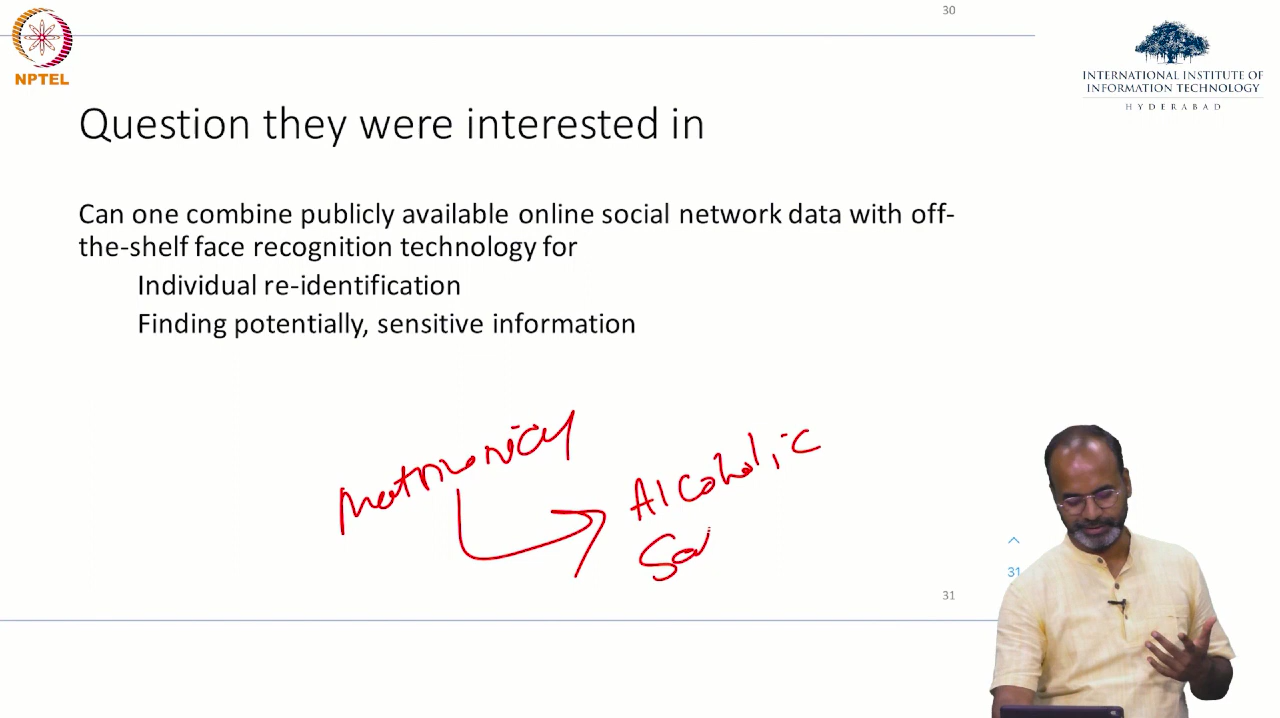 30
NPTEL
INTERNATIONAL INSTITUTE OF
INFORMATION TECHNOLOGY
HYDERABAD
Question they were interested in
Can one combine publicly available online social network data with off-
the-shelf face recognition technology for
Individual re-identification
Finding potentially, sensitive information
Matrimony
Alcoholic
31
31